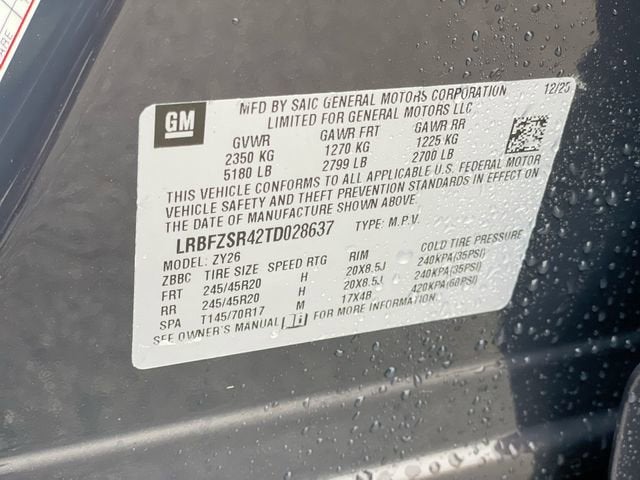 GM
MFD BY SAIC GENERAL MOTORS CORPORATION 12/25
LIMITED FOR GENERAL MOTORS LLC
GVWR GAWR FRT GAWR RR
2350 KG 1270 KG 1225 KG
5180 LB 2799 LB 2700 LB
THIS VEHICLE CONFORMS TO ALL APPLICABLE U.S. FEDERAL MOTOR
VEHICLE SAFETY AND THEFT PREVENTION STANDARDS IN EFFECT ON
THE DATE OF MANUFACTURE SHOWN ABOVE.
LRBFZSR42TD028637 TYPE: M.P.V.
MODEL: ZY26
ZBBC TIRE SIZE SPEED RTG RIM COLD TIRE PRESSURE
FRT 245/45R20 H 20X8.5J 240KPA(35PSI)
RR 245/45R20 H 20X8.5J 240KPA(35PSI)
SPA T145/70R17 M 17X4B 420KPA(60PSI)
SEE OWNER'S MANUAL FOR MORE INFORMATION.